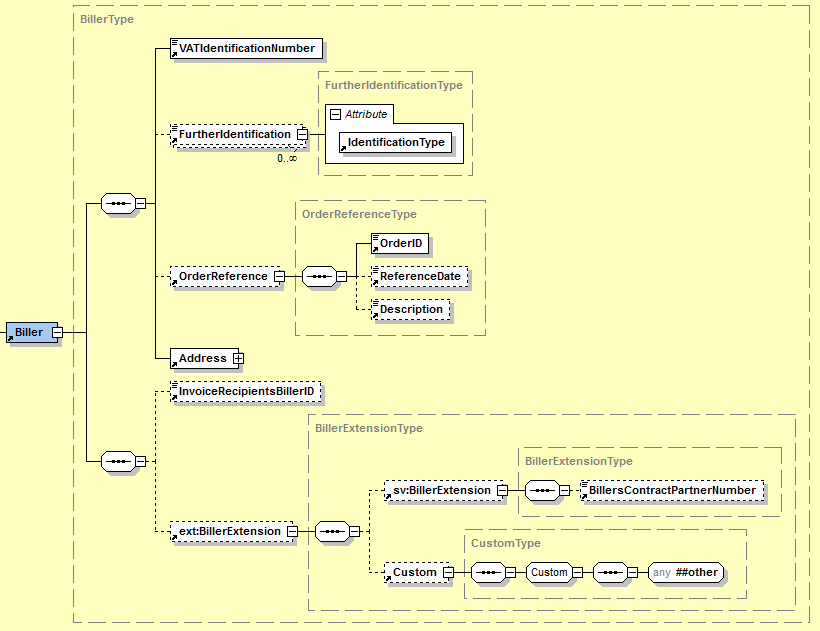 BillerType
VATIdentificationNumber
FurtherIdentificationType
Attribute
FurtherIdentification
IdentificationType
0..∞
OrderReferenceType
OrderID
OrderReference
ReferenceDate
Description
Biller
Address
InvoiceRecipientsBillerID
BillerExtensionType
BillerExtensionType
sv:BillerExtension
BillersContractPartnerNumber
ext:BillerExtension
CustomType
Custom
Custom
any ##other